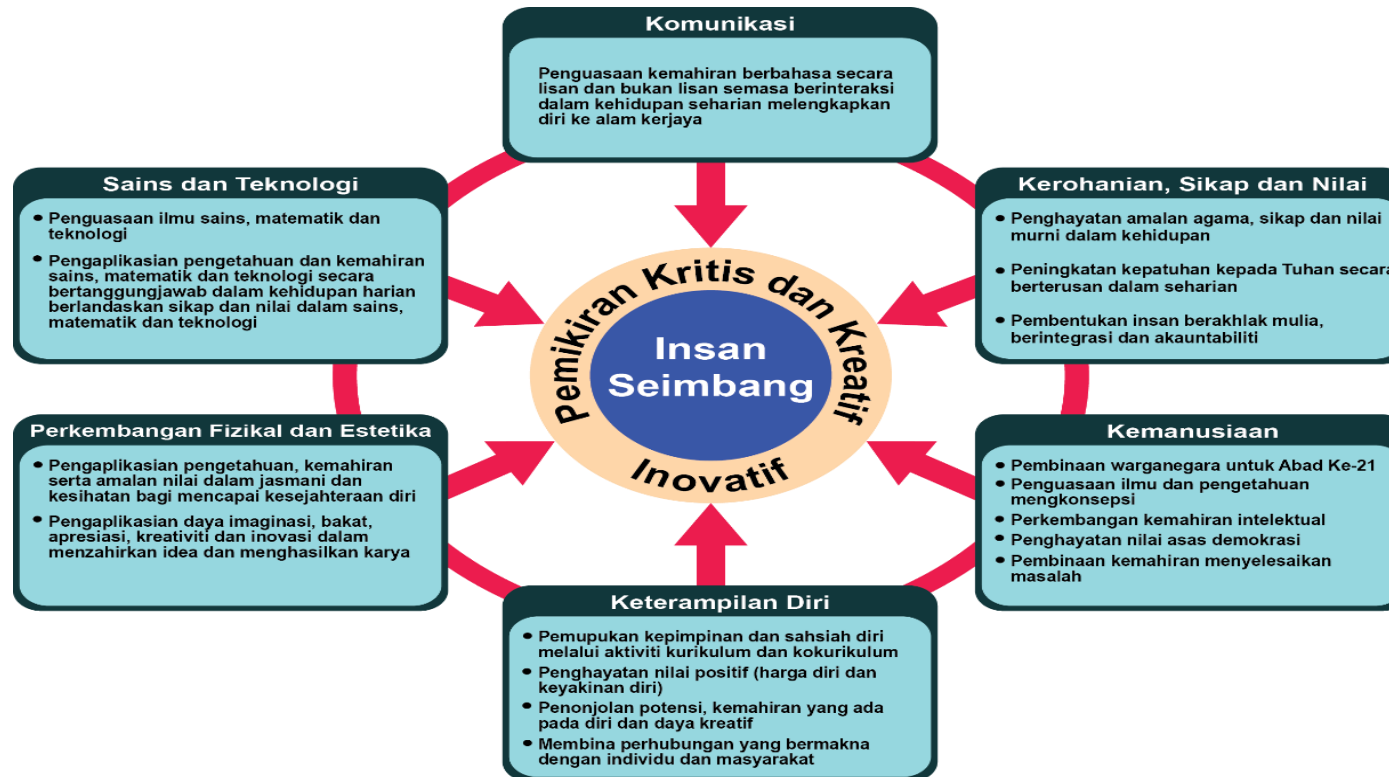 Komunikasi
Penguasaan kemahiran berbahasa secara
lisan dan bukan lisan semasa berinteraksi
dalam kehidupan seharian melengkapkan
diri ke alam kerjaya
Sains dan Teknologi
• Penguasaan ilmu sains, matematik dan
teknologi
• Pengaplikasian pengetahuan dan kemahiran
sains, matematik dan teknologi secara
bertanggungjawab dalam kehidupan harian
berlandaskan sikap dan nilai dalam sains,
matematik dan teknologi
Kerohanian, Sikap dan Nilai
• Penghayatan amalan agama, sikap dan nilai
murni dalam kehidupan
• Peningkatan kepatuhan kepada Tuhan secara
berterusan dalam seharian
• Pembentukan insan berakhlak mulia,
berintegrasi dan akauntabiliti
Pemikiran Kritis dan Kreatif
Insan
Seimbang
Inovatif
Perkembangan Fizikal dan Estetika
• Pengaplikasian pengetahuan, kemahiran
serta amalan nilai dalam jasmani dan
kesihatan bagi mencapai kesejahteraan diri
• Pengaplikasian daya imaginasi, bakat,
apresiasi, kreativiti dan inovasi dalam
menzahirkan idea dan menghasilkan karya
Kemanusiaan
• Pembinaan warganegara untuk Abad Ke-21
• Penguasaan ilmu dan pengetahuan
mengkonsepsi
• Perkembangan kemahiran intelektual
• Penghayatan nilai asas demokrasi
• Pembinaan kemahiran menyelesaikan
masalah
Keterampilan Diri
• Pemupukan kepimpinan dan sahsiah diri
melalui aktiviti kurikulum dan kokurikulum
• Penghayatan nilai positif (harga diri dan
keyakinan diri)
• Penonjolan potensi, kemahiran yang ada
pada diri dan daya kreatif
• Membina perhubungan yang bermakna
dengan individu dan masyarakat